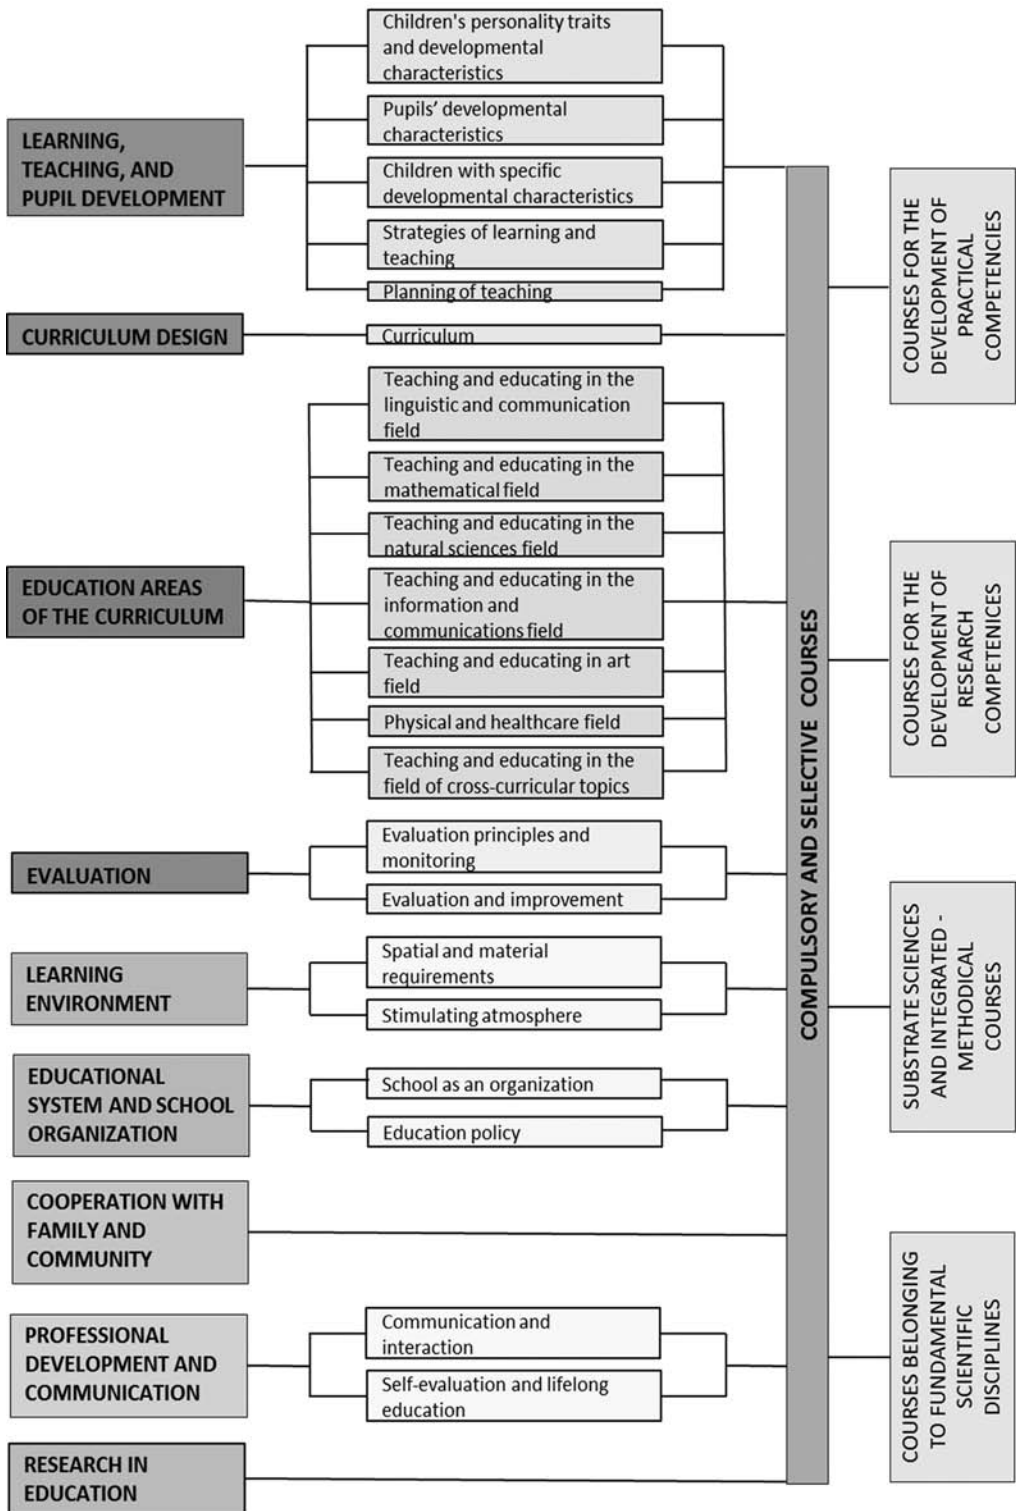 LEARNING,
TEACHING, AND
PUPIL DEVELOPMENT
Children's personality traits
and developmental
characteristics
Pupils’ developmental
characteristics
Children with specific
developmental characteristics
Strategies of learning and
teaching
Planning of teaching
CURRICULUM DESIGN
Curriculum
EDUCATION AREAS
OF THE CURRICULUM
Teaching and educating in the
linguistic and communication
field
Teaching and educating in the
mathematical field
Teaching and educating in the
natural sciences field
Teaching and educating in the
information and
communications field
Teaching and educating in art
field
Physical and healthcare field
Teaching and educating in the
field of cross-curricular topics
EVALUATION
Evaluation principles and
monitoring
Evaluation and improvement
LEARNING
ENVIRONMENT
Spatial and material
requirements
Stimulating atmosphere
EDUCATIONAL
SYSTEM AND SCHOOL
ORGANIZATION
School as an organization
Education policy
COOPERATION WITH
FAMILY AND
COMMUNITY
PROFESSIONAL
DEVELOPMENT AND
COMMUNICATION
Communication and
interaction
Self-evaluation and lifelong
education
RESEARCH IN
EDUCATION
COMPULSORY AND SELECTIVE COURSES
COURSES FOR THE
DEVELOPMENT OF
PRACTICAL
COMPETENCIES
COURSES FOR THE
DEVELOPMENT OF
RESEARCH
COMPETENICES
SUBSTRATE SCIENCES
AND INTEGRATED -
METHODICAL
COURSES
COURSES BELONGING
TO FUNDAMENTAL
SCIENTIFIC
DISCIPLINES